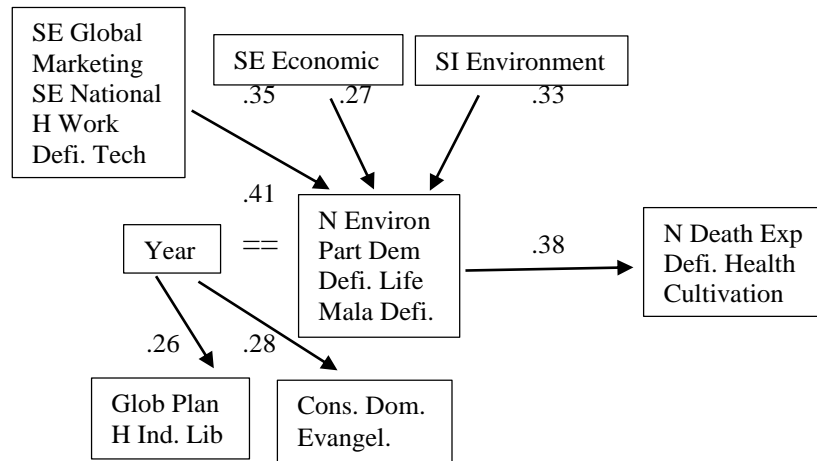 SE Global
Marketing
SE National
H Work
Defi. Tech
SE Economic
SI Environment
.35
.27
.33
.41
Year
==
N Environ
Part Dem
Defi. Life
Mala Defi.
.38
N Death Exp
Defi. Health
Cultivation
.26
.28
Glob Plan
H Ind. Lib
Cons. Dom.
Evangel.